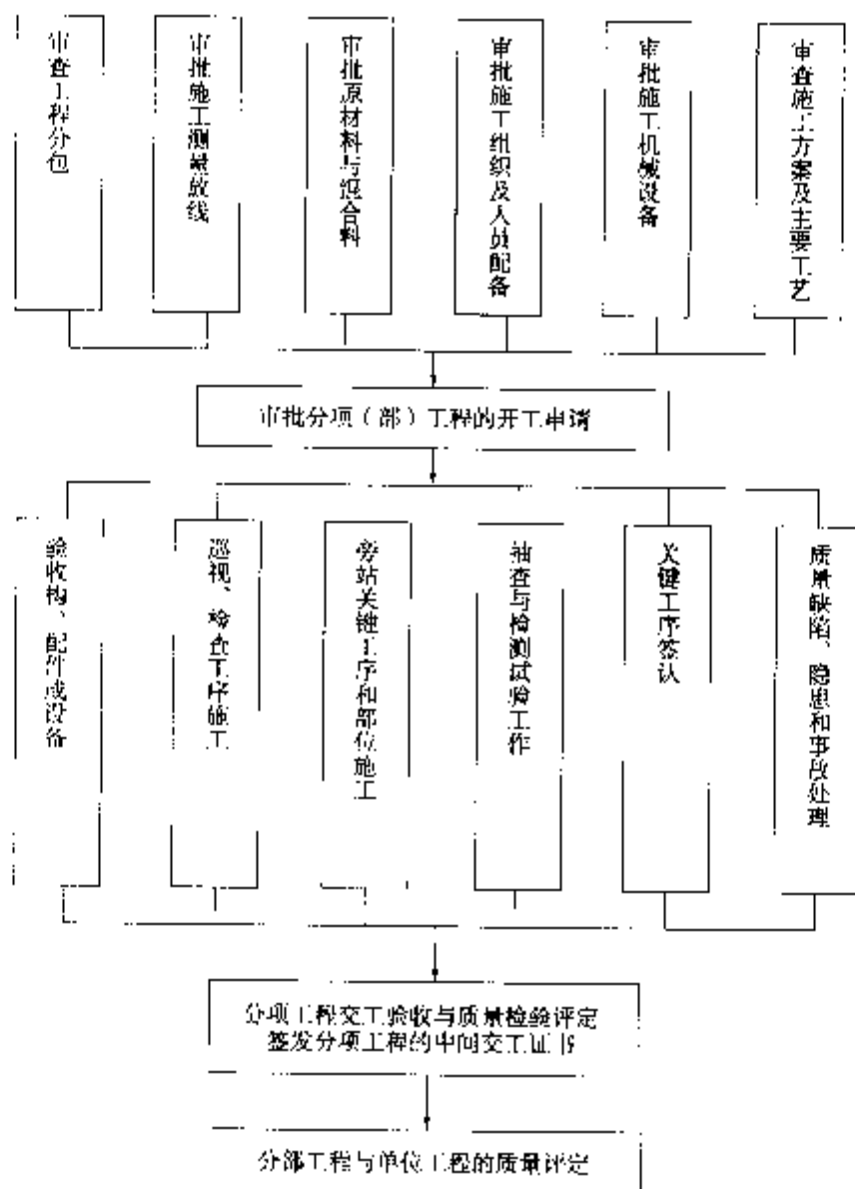 审查工程分包
审批施工测量放线
审批原材料与混合料
审批施工组织及人员配备
审批施工机械设备
审查施工方案及主要工艺
审批分项（部）工程的开工申请
验收构、配件或设备
巡视、检查工序施工
旁站关键工序和部位施工
抽查与检测试验工作
关键工序签认
质量缺陷、隐患和事故处理
分项工程交工验收与质量检验评定
签发分项工程的中间交工证书
分部工程与单位工程的质量评定